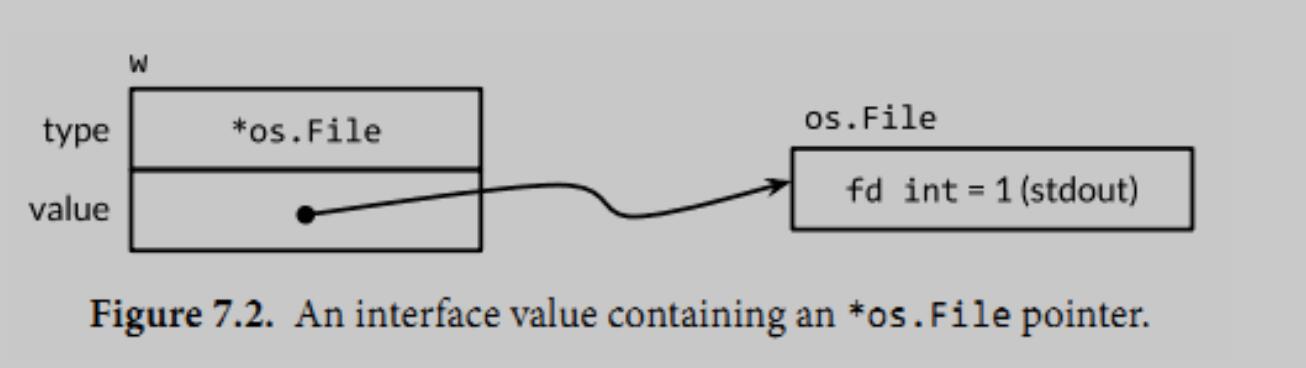 w
type
*os.File
value
os.File
fd int = 1 (stdout)
Figure 7.2. An interface value containing an *os.File pointer.